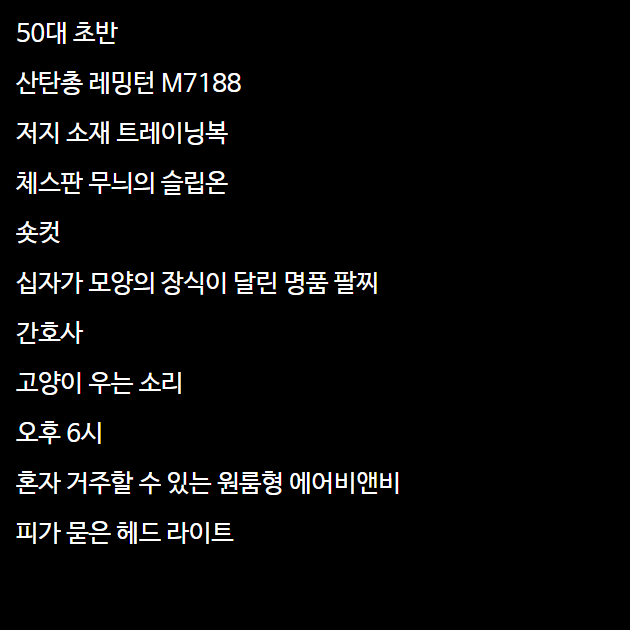 50대 초반
산탄총 레밍턴 M7188
저지 소재 트레이닝복
체스판 무늬의 슬립온
숏컷
십자가 모양의 장식이 달린 명품 팔찌
간호사
고양이 우는 소리
오후 6시
혼자 거주할 수 있는 원룸형 에어비앤비
피가 묻은 헤드 라이트